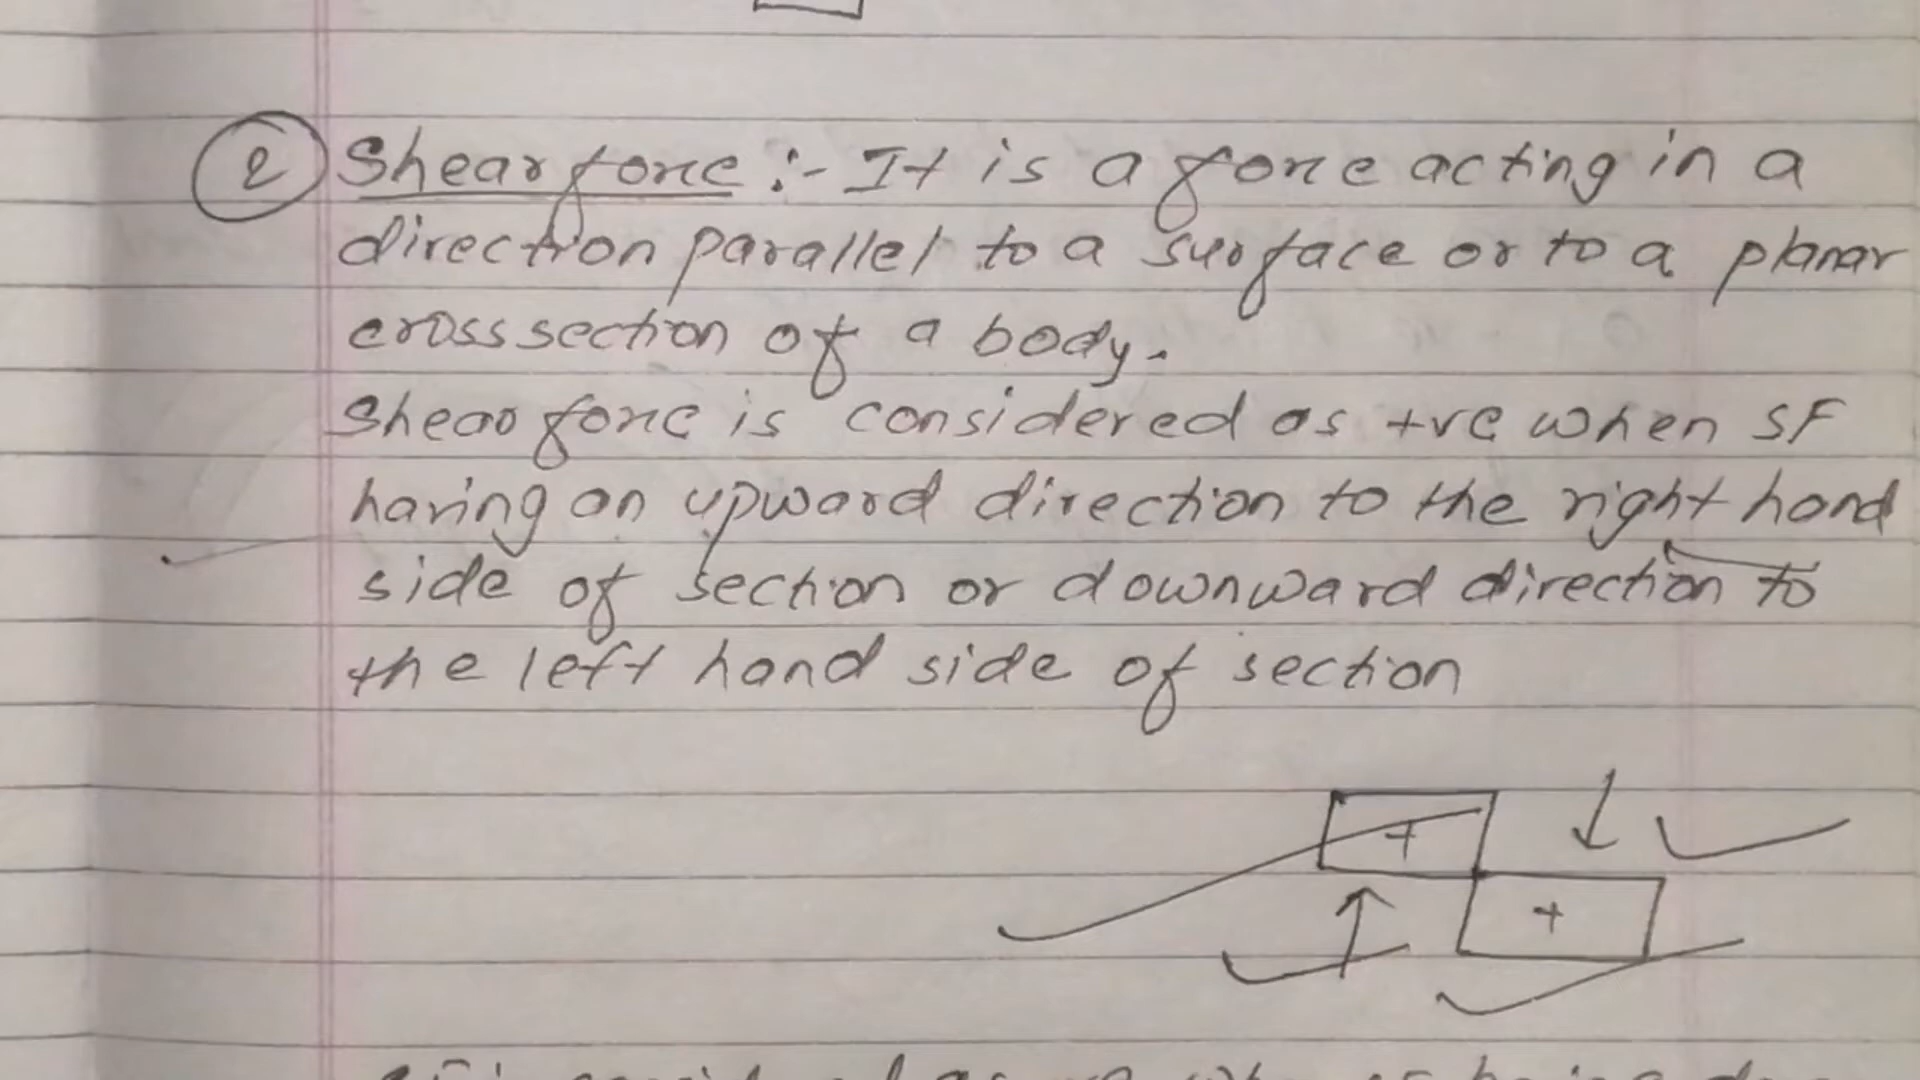 2 Shear force :- It is a force acting in a
direction parallel to a surface or to a planar
cross section of a body.
Shear force is considered as +ve when SF
having an upward direction to the right hand
side of section or downward direction to
the left hand side of section
+
+